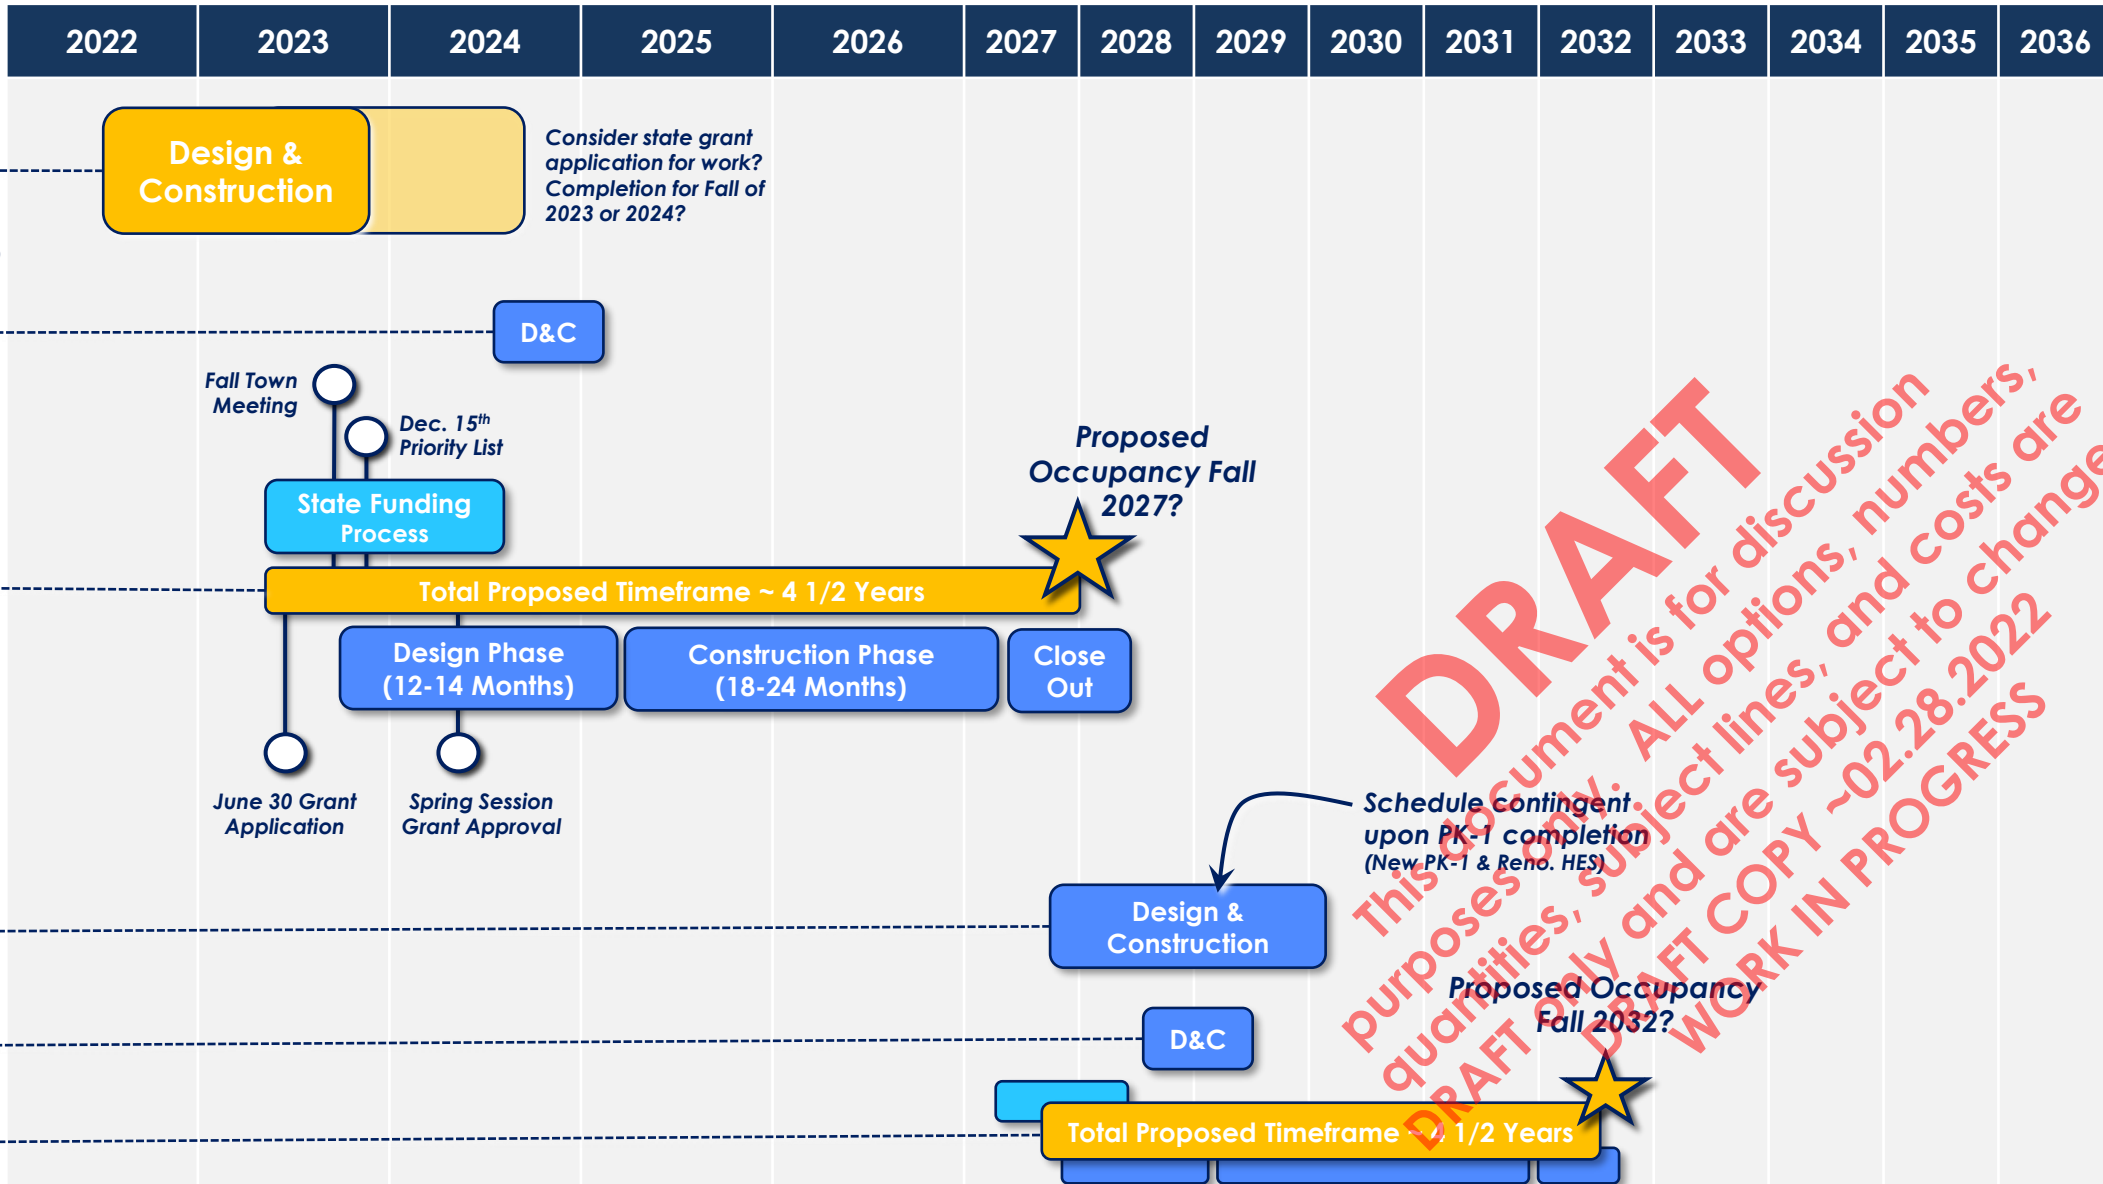 2022 2023 2024 2025 2026 2027 2028 2029 2030 2031 2032 2033 2034 2035 2036
Design &
Construction
Consider state grant
application for work?
Completion for Fall of
2023 or 2024?
D&C
Fall Town
Meeting
Dec. 15th
Priority List
State Funding
Process
Proposed
Occupancy Fall
2027?
Total Proposed Timeframe ~ 4 1/2 Years
Design Phase
(12-14 Months)
Construction Phase
(18-24 Months)
Close
Out
June 30 Grant
Application
Spring Session
Grant Approval
Schedule contingent
upon PK-1 completion
(New PK-1 & Reno. HES)
Design &
Construction
D&C
Proposed Occupancy
Fall 2032?
Total Proposed Timeframe ~ 4 1/2 Years
DRAFT
This document is for discussion
purposes only. ALL options, numbers,
quantities, subject lines, and costs are
DRAFT only and are subject to change
DRAFT COPY ~02.28.2022
WORK IN PROGRESS